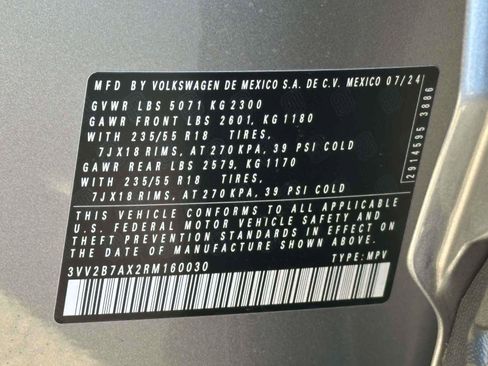 MFD BY VOLKSWAGEN DE MEXICO S.A. DE C.V. MEXICO 07/24
GVWR LBS 5071 KG 2300
GAWR FRONT LBS 2601, KG 1180
WITH 235/55 R18 TIRES,
7JX18 RIMS, AT 270 KPA, 39 PSI COLD
GAWR REAR LBS 2579, KG 1170
WITH 235/55 R18 TIRES,
7JX18 RIMS, AT 270 KPA, 39 PSI COLD
THIS VEHICLE CONFORMS TO ALL APPLICABLE
U.S. FEDERAL MOTOR VEHICLE SAFETY AND
THEFT PREVENTION STANDARDS IN EFFECT ON
THE DATE OF MANUFACTURE SHOWN ABOVE.
3VV2B7AX2RM160030 TYPE: MPV
2914595 3886